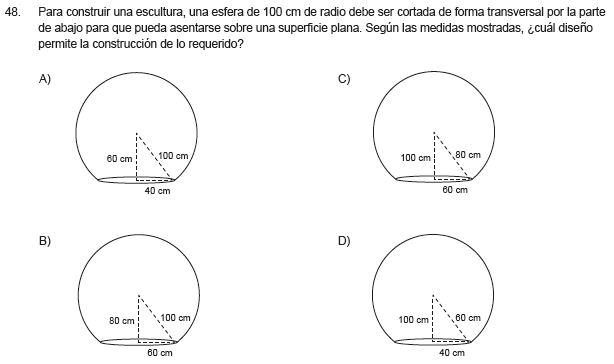 48. Para construir una escultura, una esfera de 100 cm de radio debe ser cortada de forma transversal por la parte
de abajo para que pueda asentarse sobre una superficie plana. Según las medidas mostradas, ¿cuál diseño
permite la construcción de lo requerido?
A)
60 cm
100 cm
40 cm
C)
100 cm
80 cm
60 cm
B)
80 cm
100 cm
60 cm
D)
100 cm
60 cm
40 cm